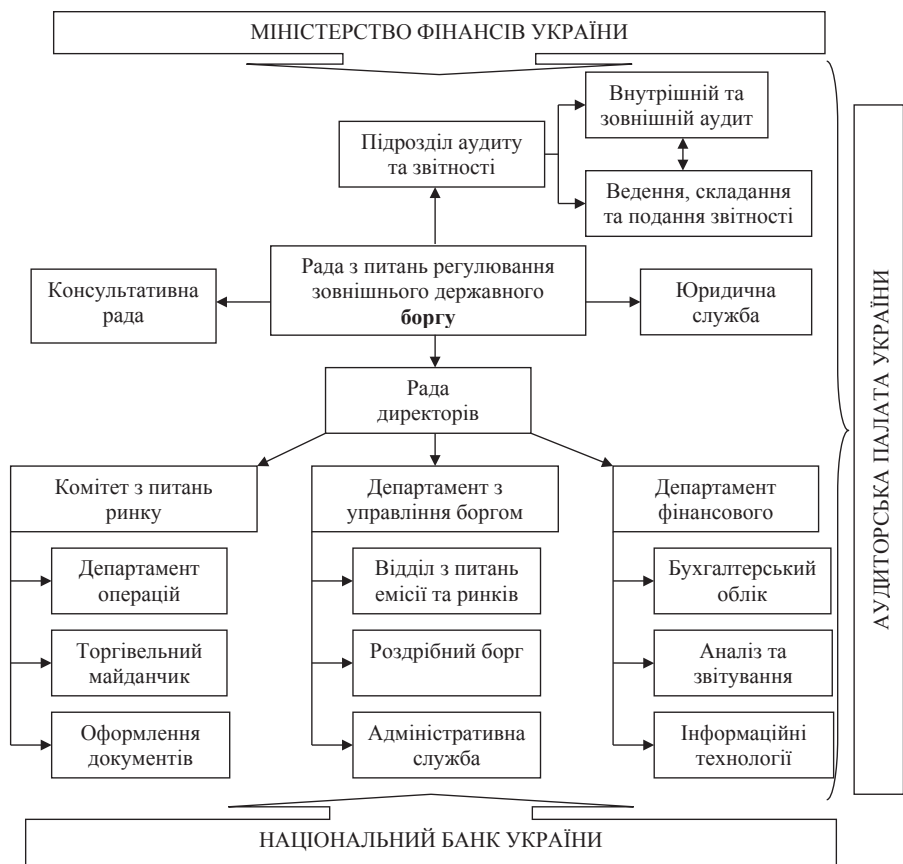 МІНІСТЕРСТВО ФІНАНСІВ УКРАЇНИ
Внутрішній та
зовнішній аудит
Підрозділ аудиту
та звітності
Ведення, складання
та подання звітності
Консультативна
рада
Рада з питань регулювання
зовнішнього державного
боргу
Юридична
служба
Рада
директорів
Комітет з питань
ринку
Департамент з
управління боргом
Департамент
фінансового
Департамент
операцій
Відділ з питань
емісії та ринків
Бухгалтерський
облік
Торгівельний
майданчик
Роздрібний борг
Аналіз та
звітування
Оформлення
документів
Адміністративна
служба
Інформаційні
технології
НАЦІОНАЛЬНИЙ БАНК УКРАЇНИ
АУДИТОРСЬКА ПАЛАТА УКРАЇНИ